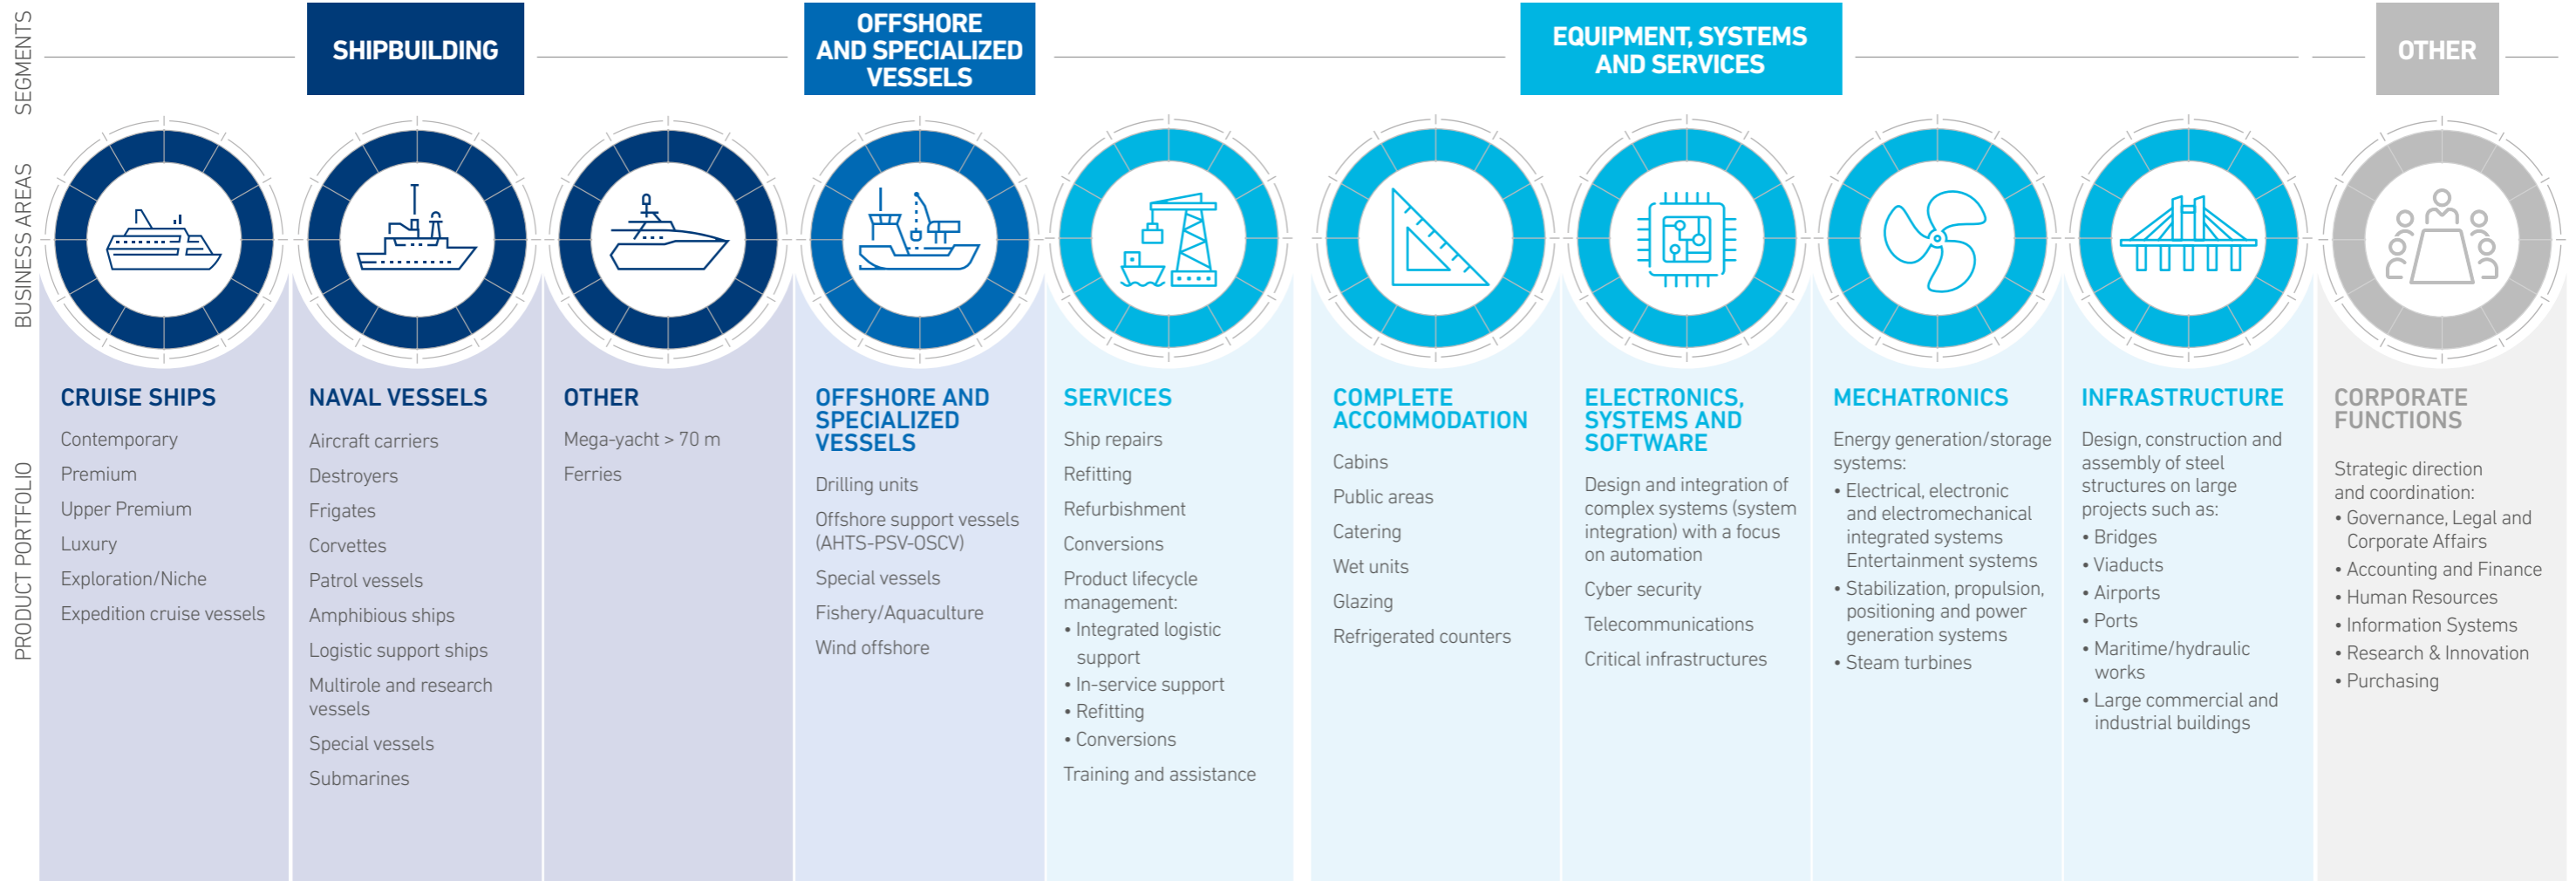 SEGMENTS
SHIPBUILDING
OFFSHORE
AND SPECIALIZED
VESSELS
EQUIPMENT, SYSTEMS
AND SERVICES
OTHER
BUSINESS AREAS
PRODUCT PORTFOLIO
CRUISE SHIPS
Contemporary
Premium
Upper Premium
Luxury
Exploration/Niche
Expedition cruise vessels
NAVAL VESSELS
Aircraft carriers
Destroyers
Frigates
Corvettes
Patrol vessels
Amphibious ships
Logistic support ships
Multirole and research
vessels
Special vessels
Submarines
OTHER
Mega-yacht > 70 m
Ferries
OFFSHORE AND
SPECIALIZED
VESSELS
Drilling units
Offshore support vessels
(AHTS-PSV-OSCV)
Special vessels
Fishery/Aquaculture
Wind offshore
SERVICES
Ship repairs
Refitting
Refurbishment
Conversions
Product lifecycle
management:
• Integrated logistic
support
• In-service support
• Refitting
• Conversions
Training and assistance
COMPLETE
ACCOMMODATION
Cabins
Public areas
Catering
Wet units
Glazing
Refrigerated counters
ELECTRONICS,
SYSTEMS AND
SOFTWARE
Design and integration of
complex systems (system
integration) with a focus
on automation
Cyber security
Telecommunications
Critical infrastructures
MECHATRONICS
Energy generation/storage
systems:
• Electrical, electronic
and electromechanical
integrated systems
Entertainment systems
• Stabilization, propulsion,
positioning and power
generation systems
• Steam turbines
INFRASTRUCTURE
Design, construction and
assembly of steel
structures on large
projects such as:
• Bridges
• Viaducts
• Airports
• Ports
• Maritime/hydraulic
works
• Large commercial and
industrial buildings
CORPORATE
FUNCTIONS
Strategic direction
and coordination:
• Governance, Legal and
Corporate Affairs
• Accounting and Finance
• Human Resources
• Information Systems
• Research & Innovation
• Purchasing